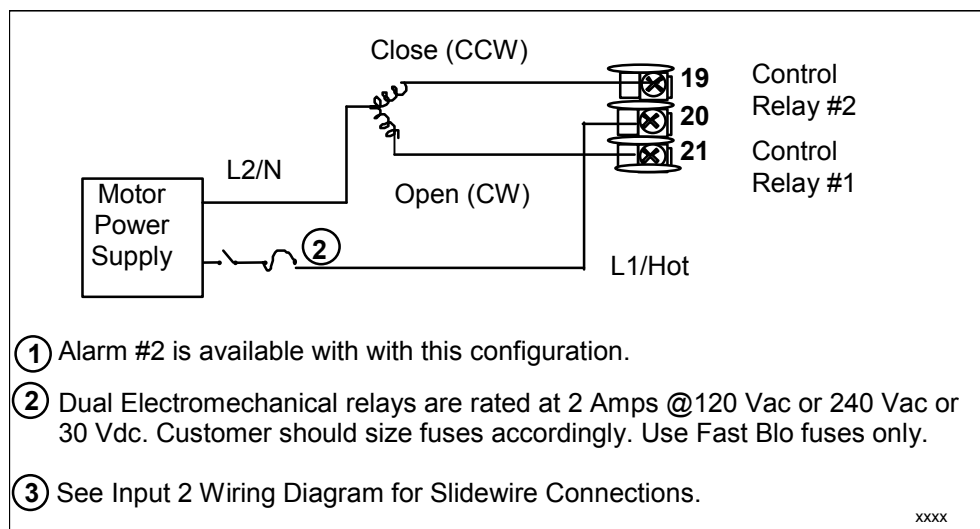 Close (CCW)
19
Control
Relay #2
20
21
Control
Relay #1
L2/N
Motor
Power
Supply
Open (CW)
2
L1/Hot
1 Alarm #2 is available with with this configuration.
2 Dual Electromechanical relays are rated at 2 Amps @120 Vac or 240 Vac or
30 Vdc. Customer should size fuses accordingly. Use Fast Blo fuses only.
3 See Input 2 Wiring Diagram for Slidewire Connections.
xxxx